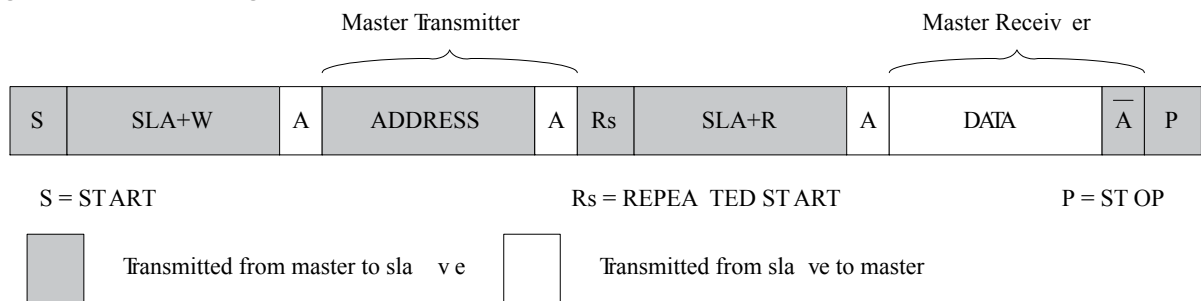 Master Transmitter Master Receiv er
S SLA+W A ADDRESS A Rs SLA+R A DATA A̅ P
S = ST ART Rs = REPEA TED ST ART P = ST OP
Transmitted from master to sla v e Transmitted from sla ve to master